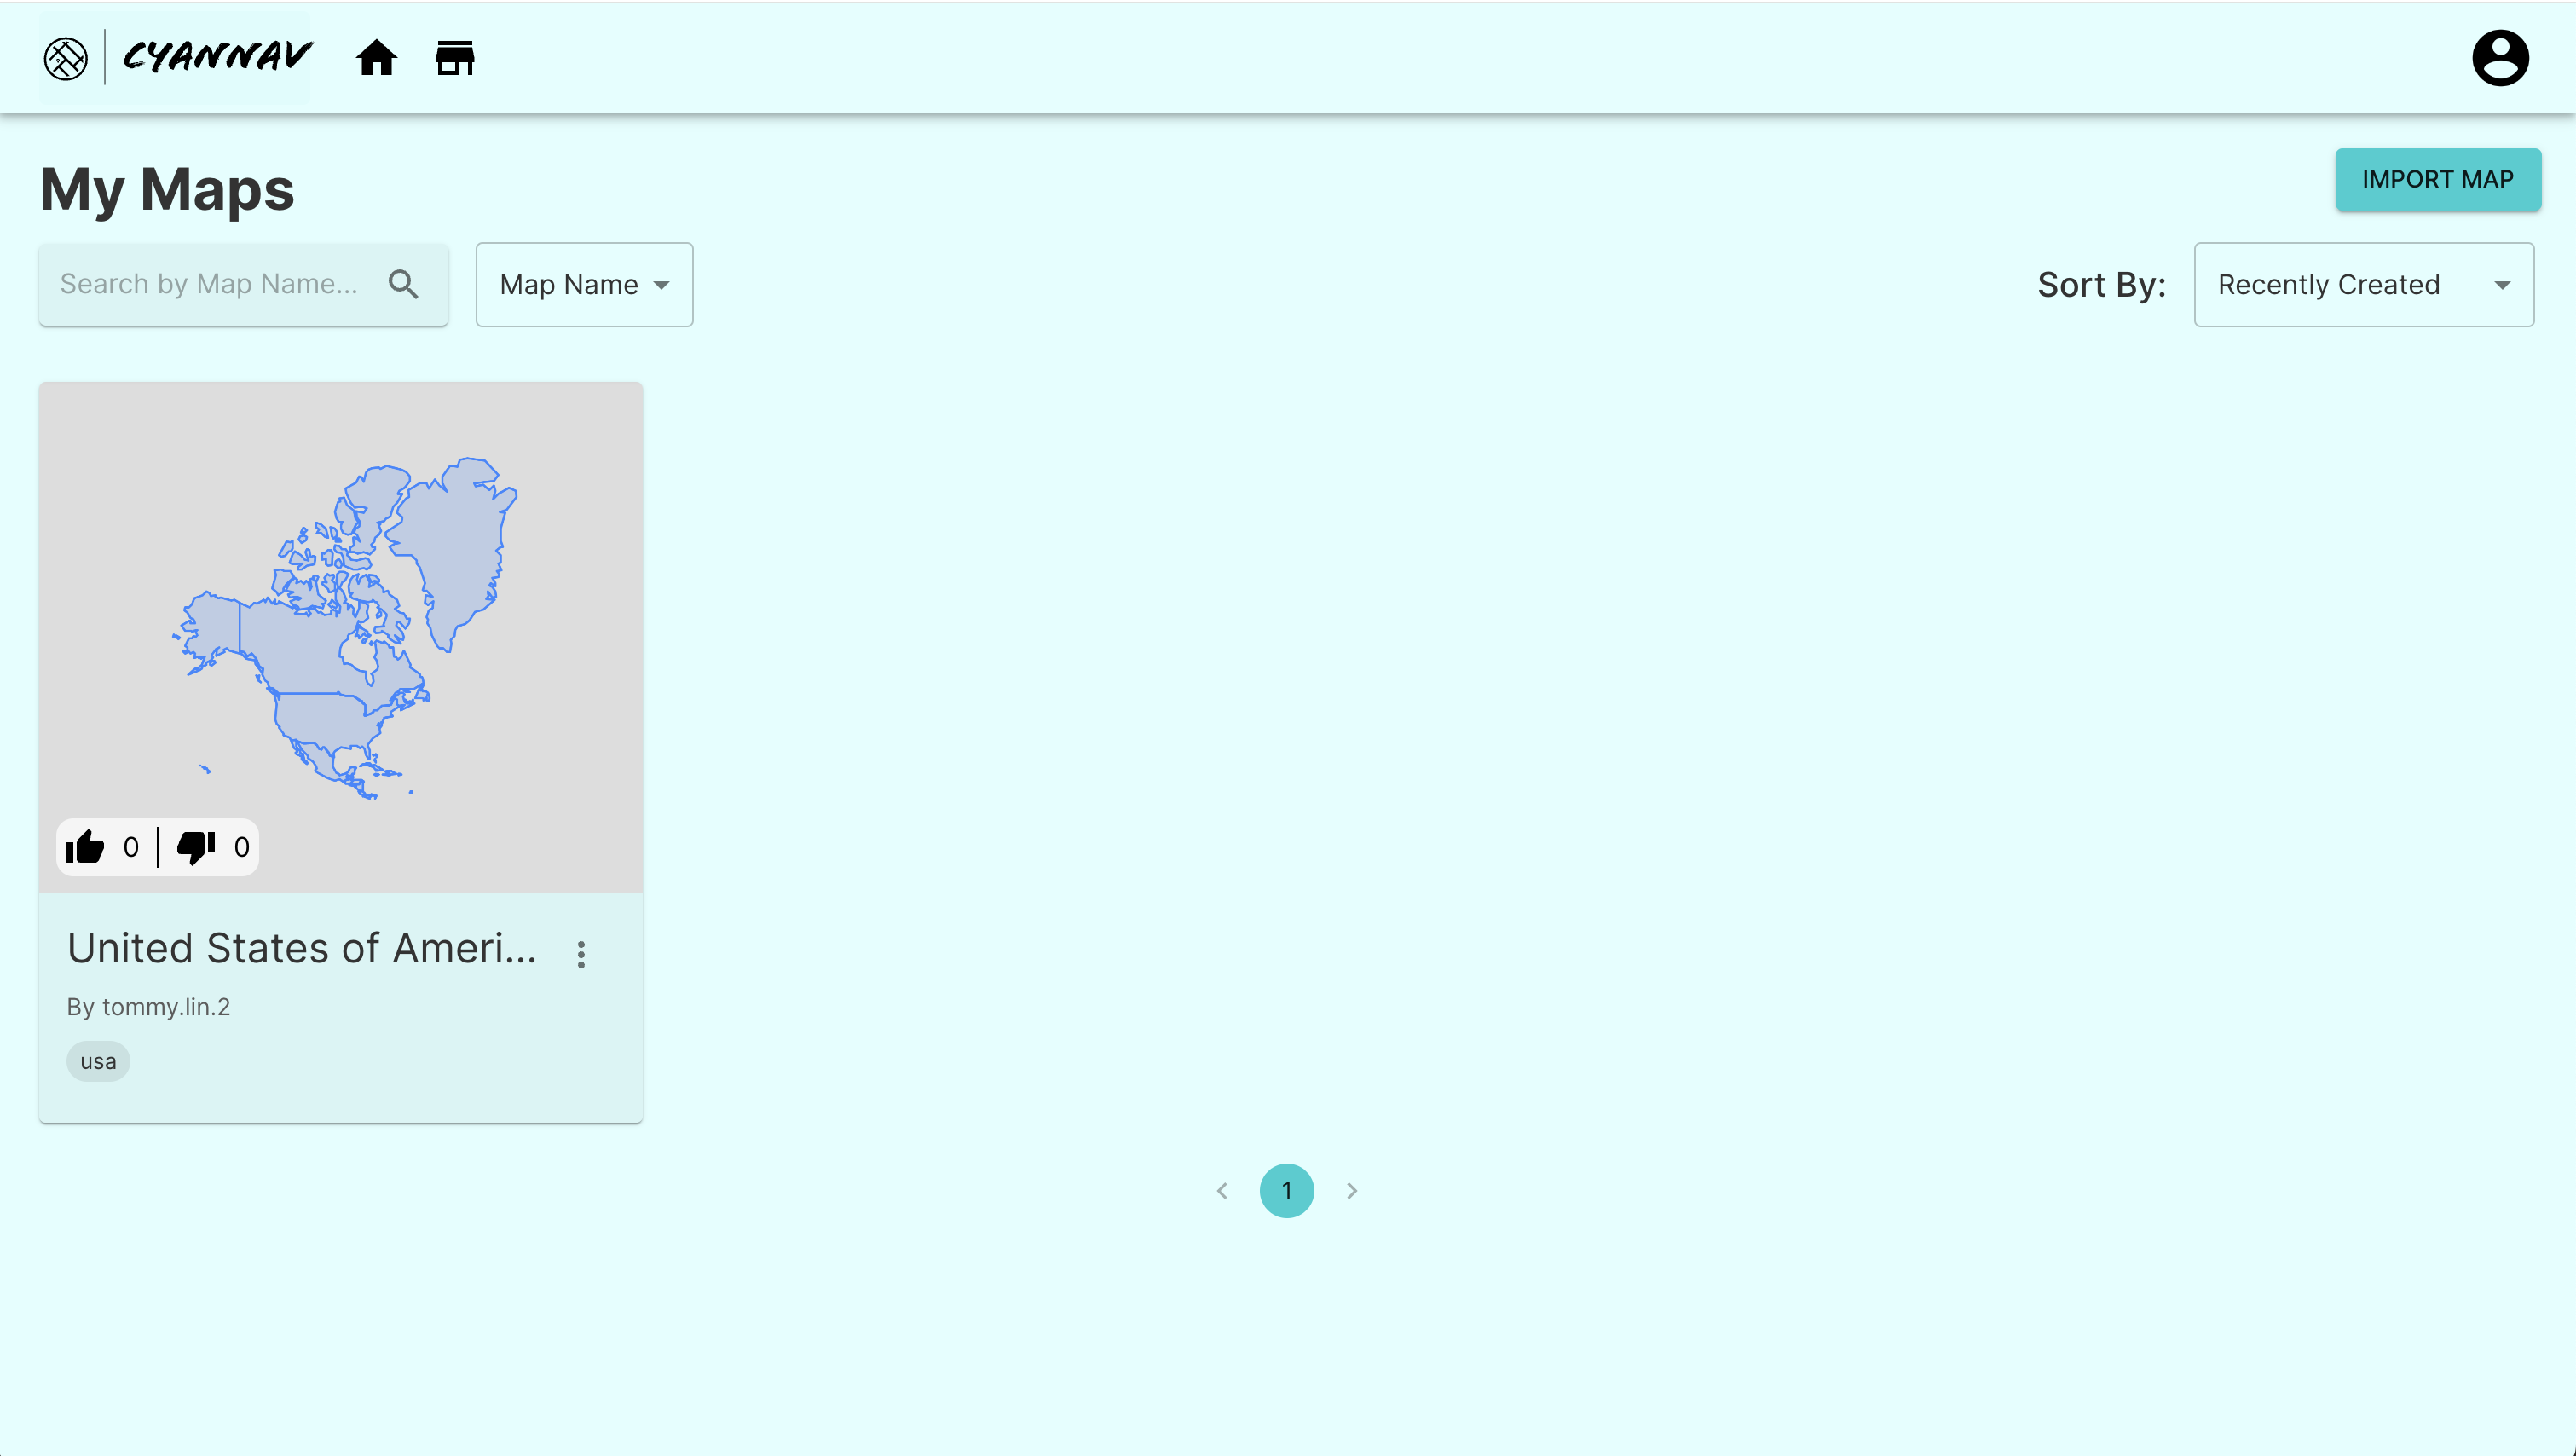 CYANNAV
My Maps
IMPORT MAP
Search by Map Name...
Map Name
Sort By:
Recently Created
0
0
United States of Ameri...
By tommy.lin.2
usa
1